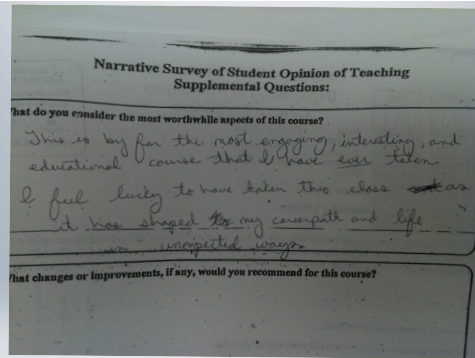 Narrative Survey of Student Opinion of Teaching
Supplemental Questions:
hat do you consider the most worthwhile aspects of this course?
This is by far the most engaging, interesting, and
educational course that I have ever taken.
I feel lucky to have taken this class as
it has shaped my careerpath and life
in unexpected ways.
hat changes or improvements, if any, would you recommend for this course?